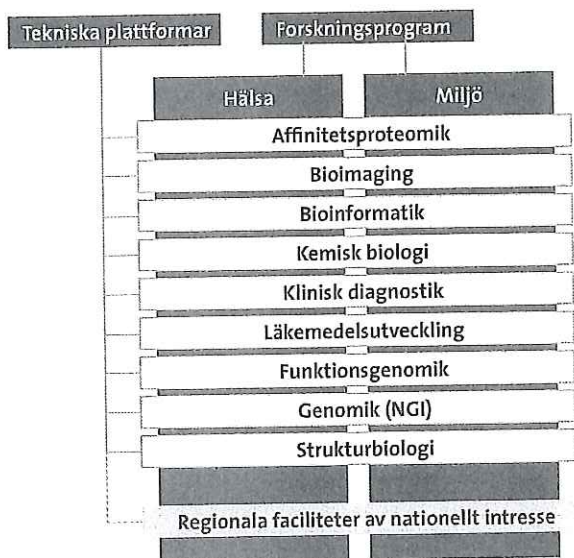 Tekniska plattformar
Forskningsprogram
Hälsa
Miljö
Affinitetsproteomik
Bioimaging
Bioinformatik
Kemisk biologi
Klinisk diagnostik
Läkemedelsutveckling
Funktionsgenomik
Genomik (NGI)
Strukturbiologi
Regionala faciliteter av nationellt intresse